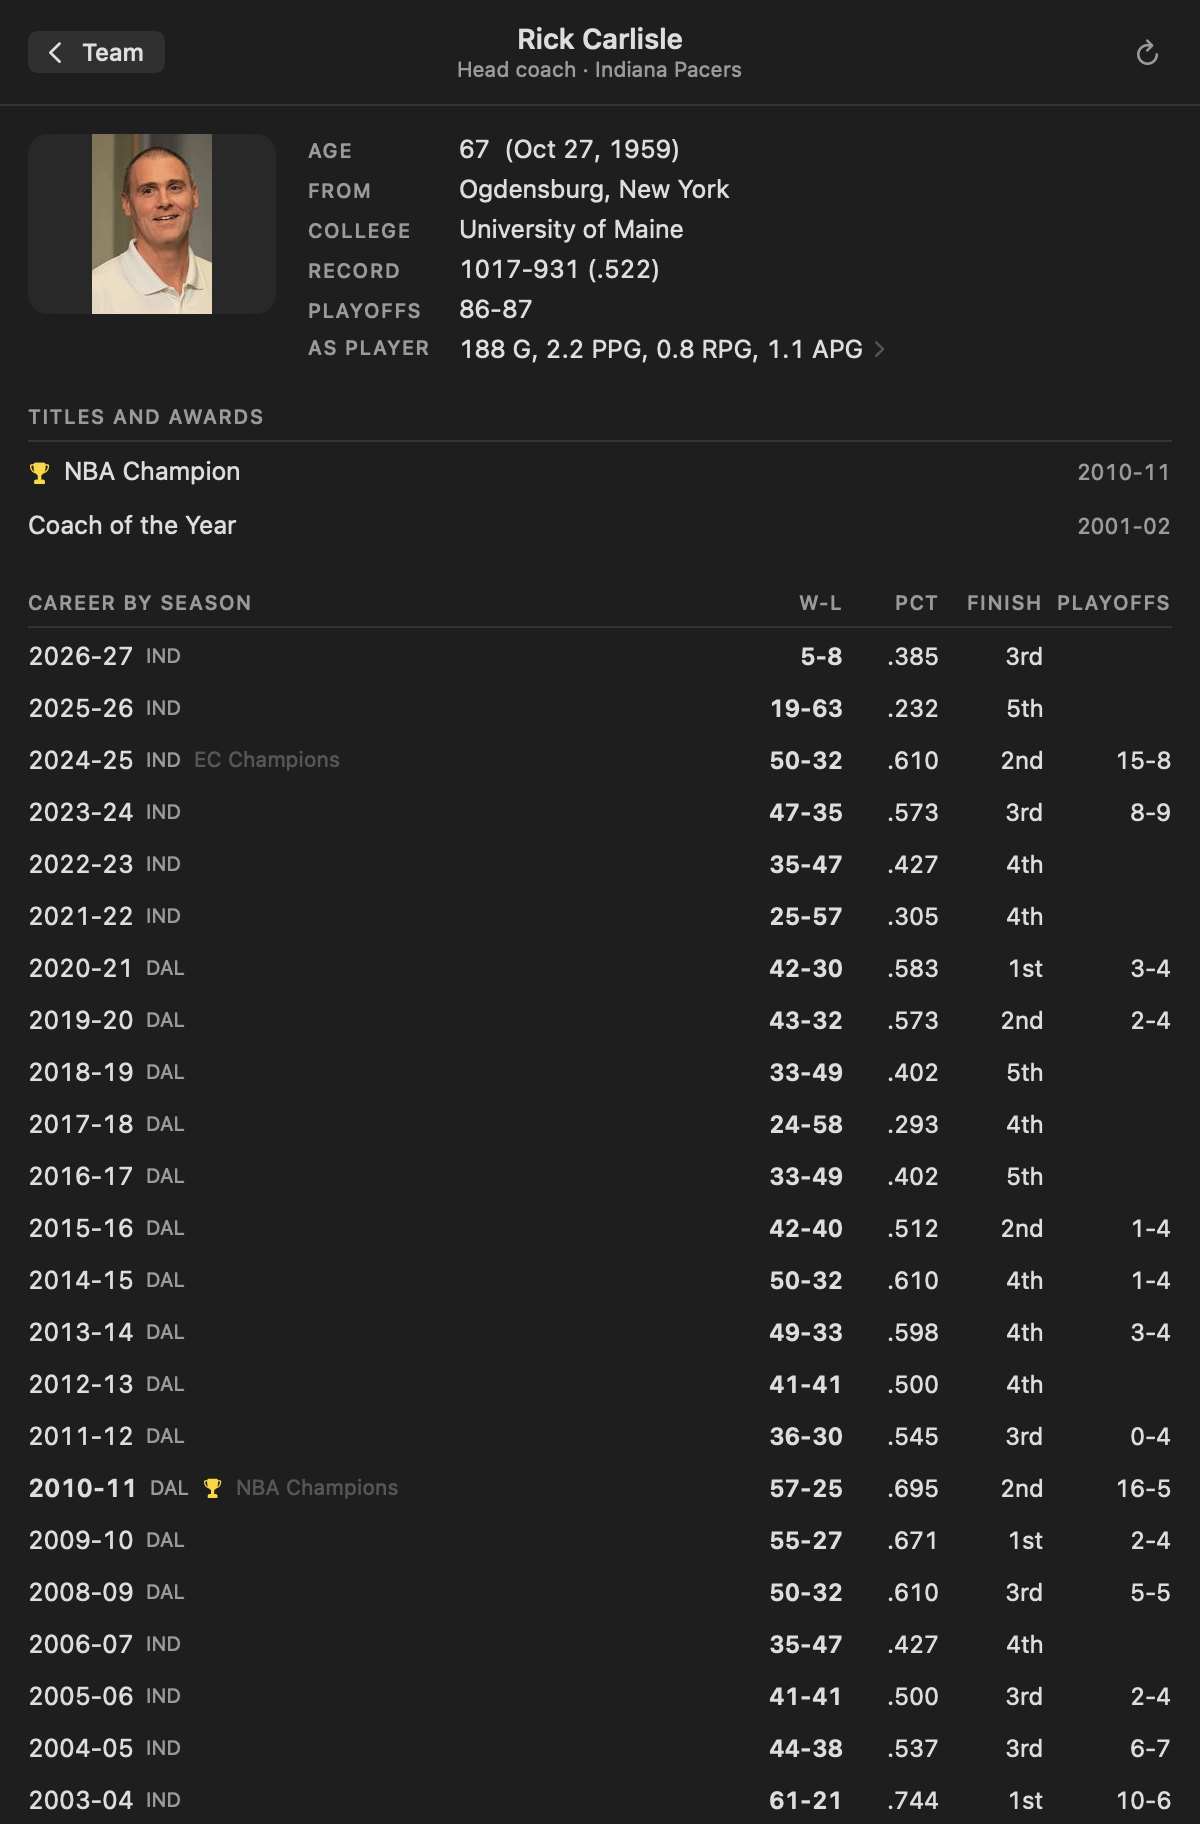 Team
Rick Carlisle
Head coach · Indiana Pacers
AGE 67 (Oct 27, 1959)
FROM Ogdensburg, New York
COLLEGE University of Maine
RECORD 1017-931 (.522)
PLAYOFFS 86-87
AS PLAYER 188 G, 2.2 PPG, 0.8 RPG, 1.1 APG
TITLES AND AWARDS
NBA Champion 2010-11
Coach of the Year 2001-02
CAREER BY SEASON W-L PCT FINISH PLAYOFFS
2026-27 IND 5-8 .385 3rd
2025-26 IND 19-63 .232 5th
2024-25 IND EC Champions 50-32 .610 2nd 15-8
2023-24 IND 47-35 .573 3rd 8-9
2022-23 IND 35-47 .427 4th
2021-22 IND 25-57 .305 4th
2020-21 DAL 42-30 .583 1st 3-4
2019-20 DAL 43-32 .573 2nd 2-4
2018-19 DAL 33-49 .402 5th
2017-18 DAL 24-58 .293 4th
2016-17 DAL 33-49 .402 5th
2015-16 DAL 42-40 .512 2nd 1-4
2014-15 DAL 50-32 .610 4th 1-4
2013-14 DAL 49-33 .598 4th 3-4
2012-13 DAL 41-41 .500 4th
2011-12 DAL 36-30 .545 3rd 0-4
2010-11 DAL NBA Champions 57-25 .695 2nd 16-5
2009-10 DAL 55-27 .671 1st 2-4
2008-09 DAL 50-32 .610 3rd 5-5
2006-07 IND 35-47 .427 4th
2005-06 IND 41-41 .500 3rd 2-4
2004-05 IND 44-38 .537 3rd 6-7
2003-04 IND 61-21 .744 1st 10-6